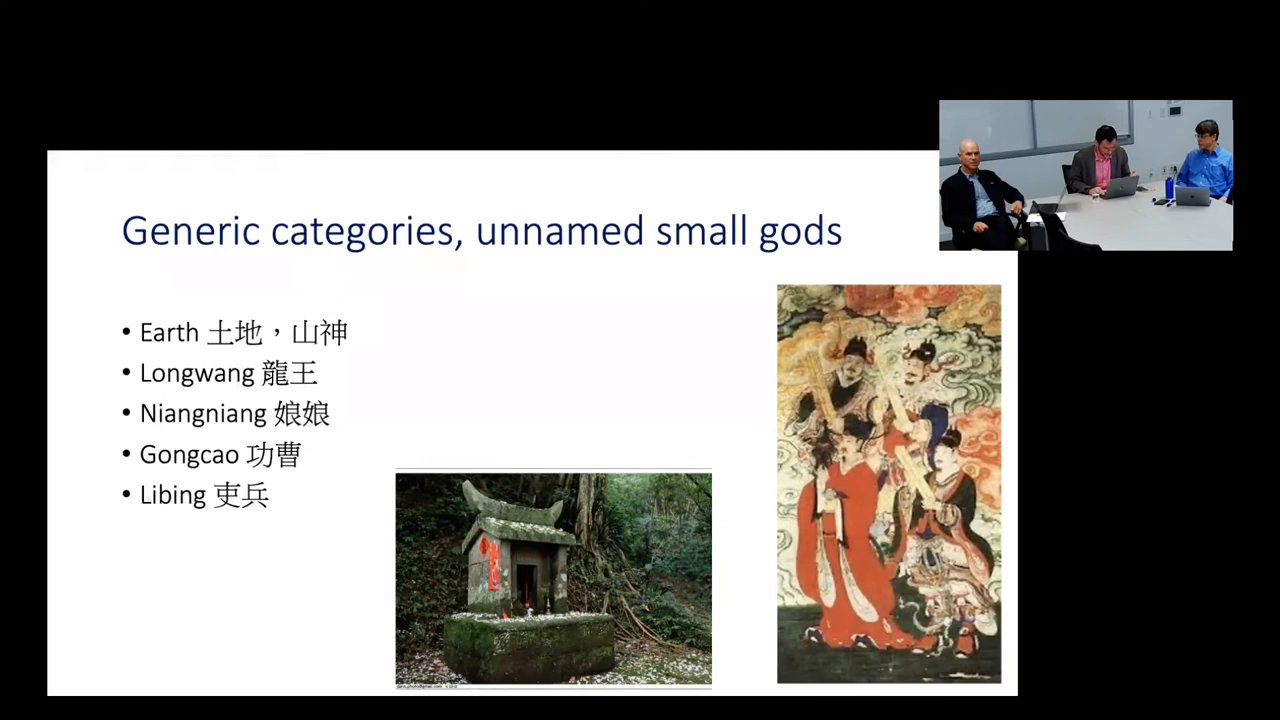 Generic categories, unnamed small gods
• Earth 土地，山神
• Longwang 龍王
• Niangniang 娘娘
• Gongcao 功曹
• Libing 吏兵